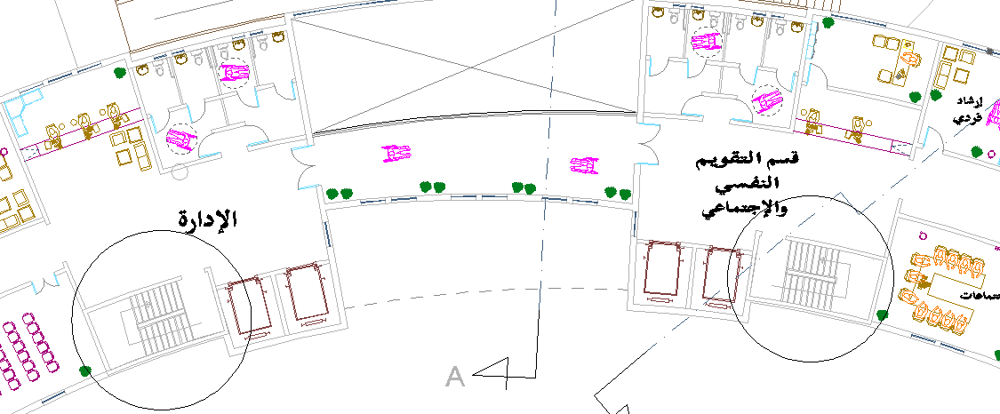 إرشاد
فردي
قسم التقويم
النفسي
والإجتماعي
الإدارة
A